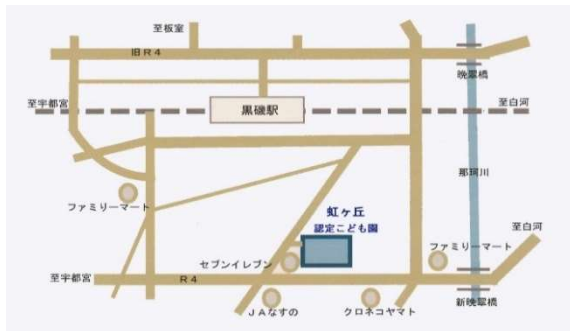 至板室
旧R4
晩翠橋
至宇都宮
黒磯駅
至白河
那珂川
ファミリーマート
虹ヶ丘
認定こども園
至白河
ファミリーマート
セブンイレブン
至宇都宮
R4
新晩翠橋
JAなすの
クロネコヤマト